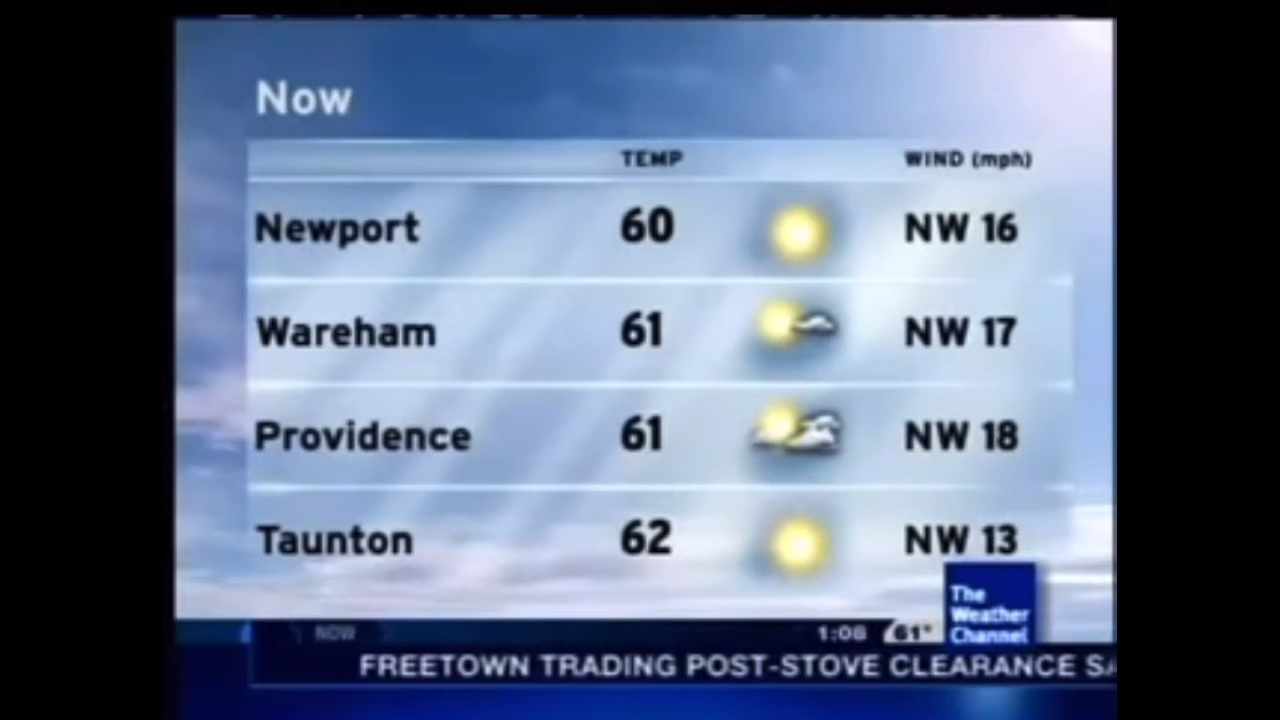 Now
TEMP WIND (mph)
Newport 60 NW 16
Wareham 61 NW 17
Providence 61 NW 18
Taunton 62 NW 13
The
Weather
Channel
NOW 1:08 61°
FREETOWN TRADING POST-STOVE CLEARANCE SA